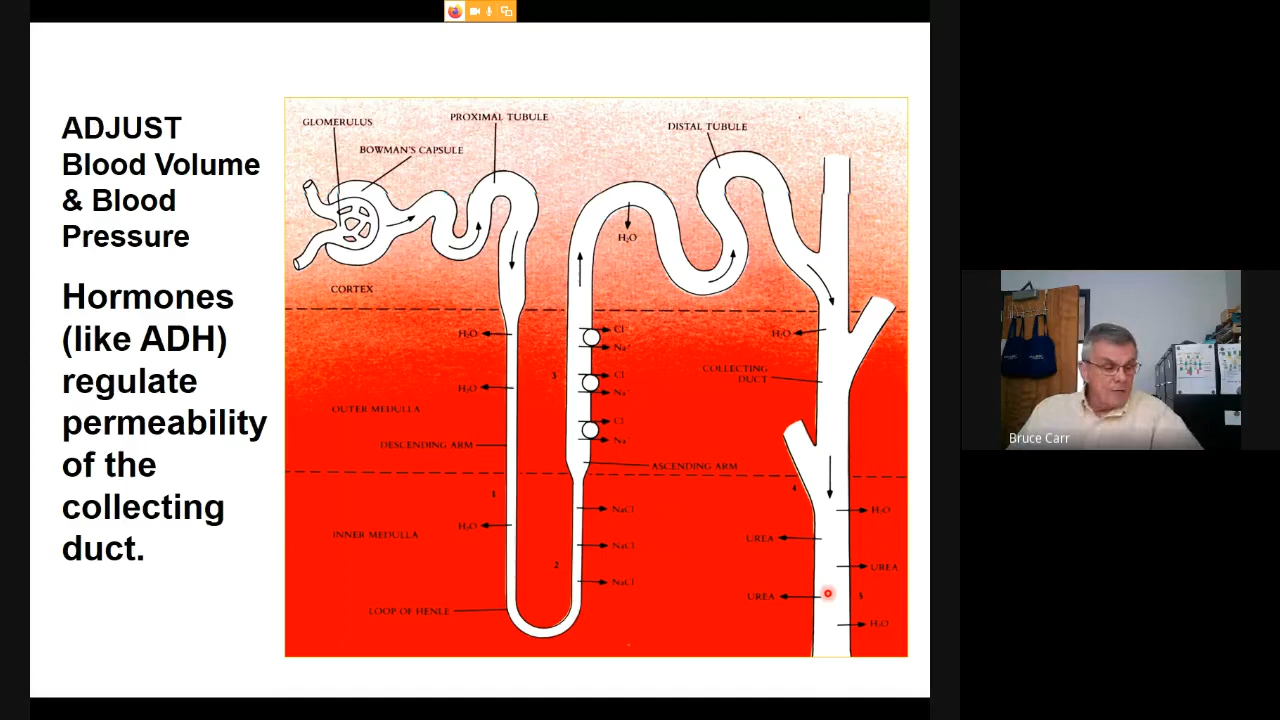 ADJUST
Blood Volume
& Blood
Pressure
Hormones
(like ADH)
regulate
permeability
of the
collecting
duct.
GLOMERULUS
PROXIMAL TUBULE
BOWMAN'S CAPSULE
DISTAL TUBULE
H₂O
CORTEX
H₂O
Cl⁻
Na⁺
H₂O
H₂O
3
Cl
Na
COLLECTING
DUCT
OUTER MEDULLA
Cl
Na
DESCENDING ARM
ASCENDING ARM
1
4
H₂O
NaCl
H₂O
INNER MEDULLA
NaCl
UREA
2
UREA
NaCl
UREA
5
LOOP OF HENLE
H₂O
Bruce Carr